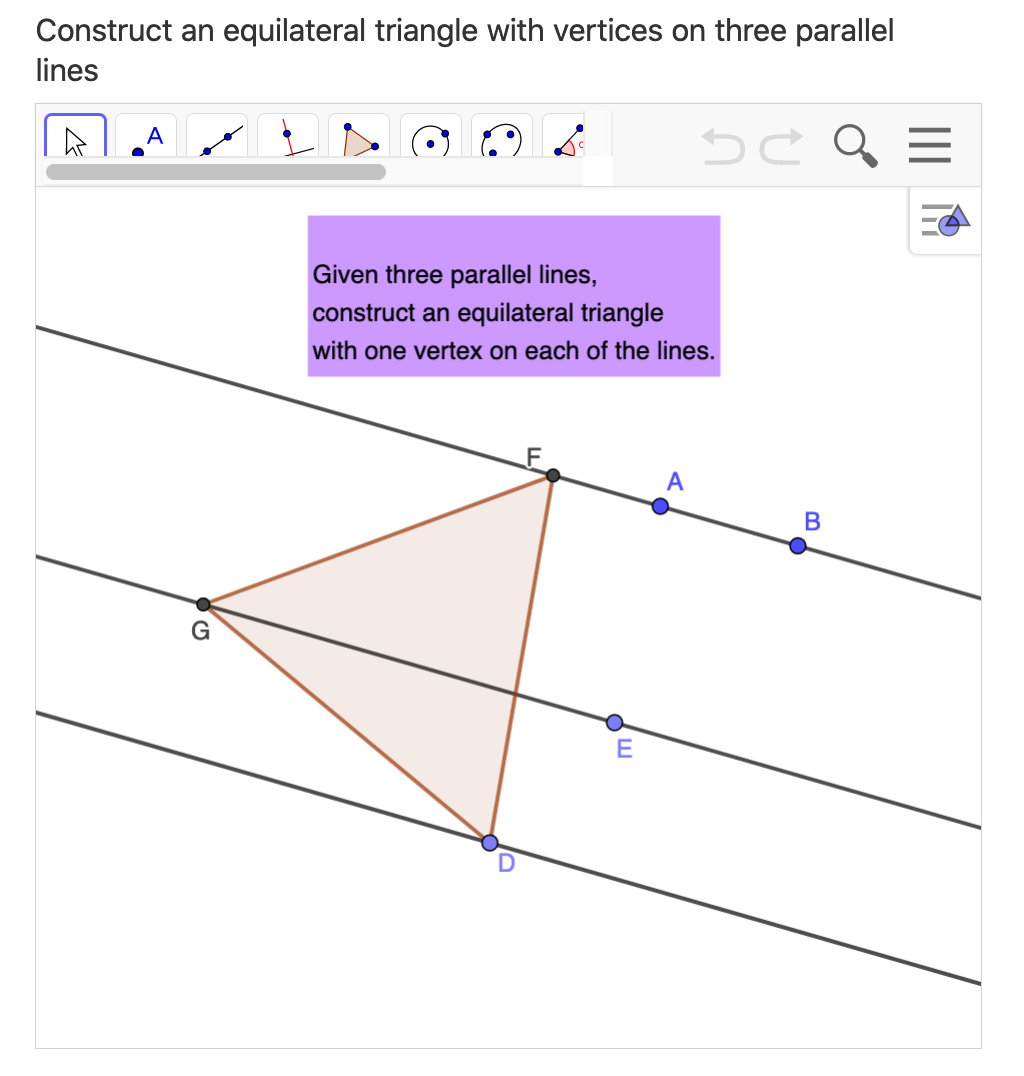 Construct an equilateral triangle with vertices on three parallel
lines
A
Given three parallel lines,
construct an equilateral triangle
with one vertex on each of the lines.
F
A
B
G
E
D